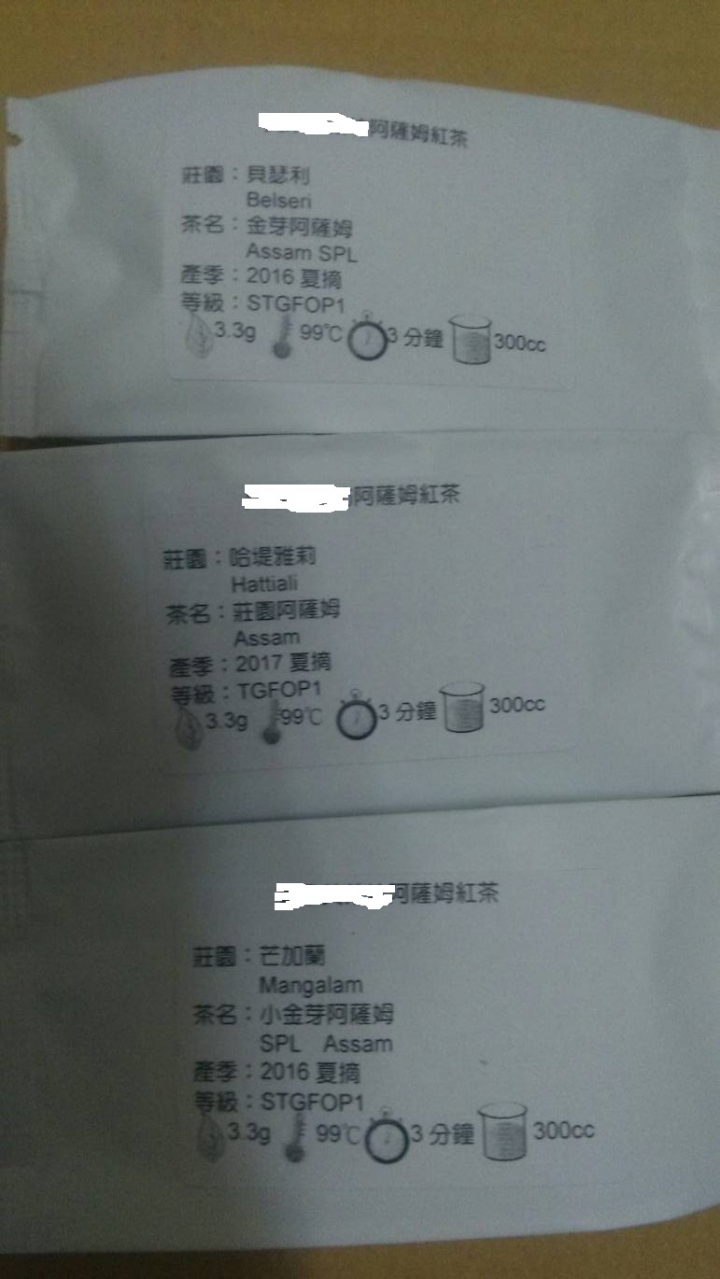 阿薩姆紅茶
莊園：貝瑟利
Belseri
茶名：金芽阿薩姆
Assam SPL
產季：2016 夏摘
等級：STGFOP1
3.3g 99℃ 3 分鐘 300cc
阿薩姆紅茶
莊園：哈堤雅莉
Hattiali
茶名：莊園阿薩姆
Assam
產季：2017 夏摘
等級：TGFOP1
3.3g 99℃ 3 分鐘 300cc
阿薩姆紅茶
莊園：芒加蘭
Mangalam
茶名：小金芽阿薩姆
SPL Assam
產季：2016 夏摘
等級：STGFOP1
3.3g 99℃ 3 分鐘 300cc